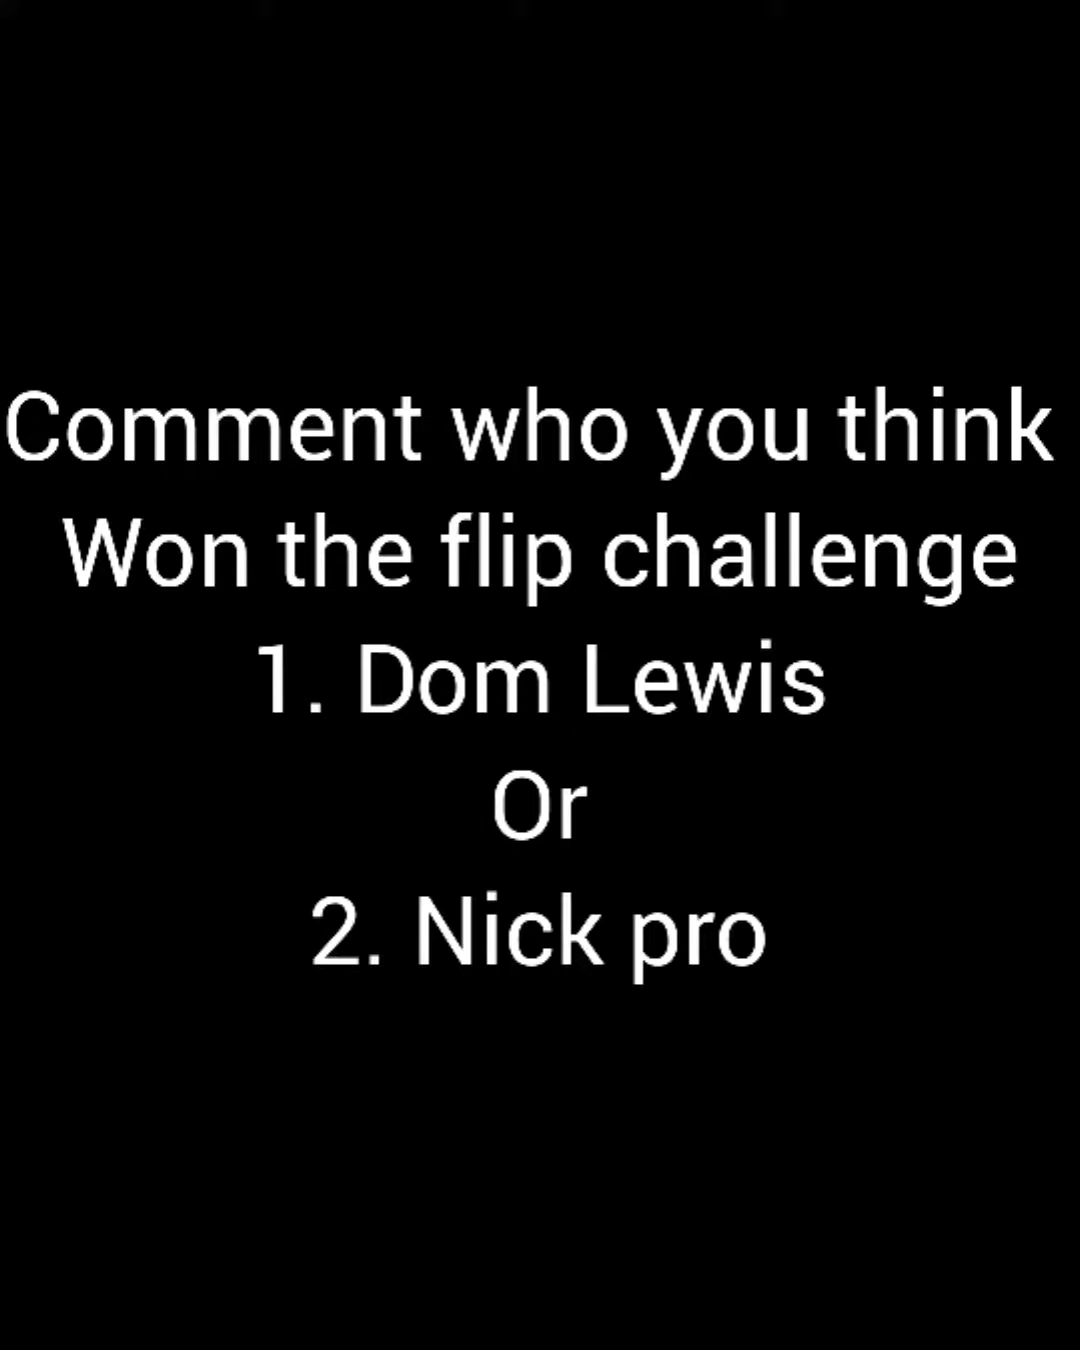 Comment who you think
Won the flip challenge
1. Dom Lewis
Or
2. Nick pro